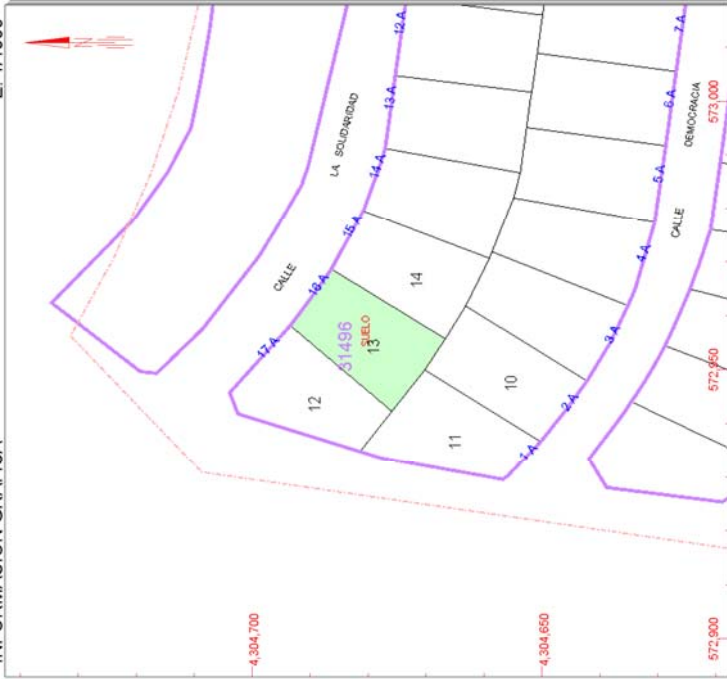 12 A
7 A
13 A
6 A
573,000
LA SOLIDARIDAD
DEMOCRACIA
14 A
5 A
15 A
CALLE
4 A
CALLE
16 A
14
17 A
31496
SUELO
13
3 A
572,950
12
10
2 A
11
1 A
4,304,700
4,304,650
572,900